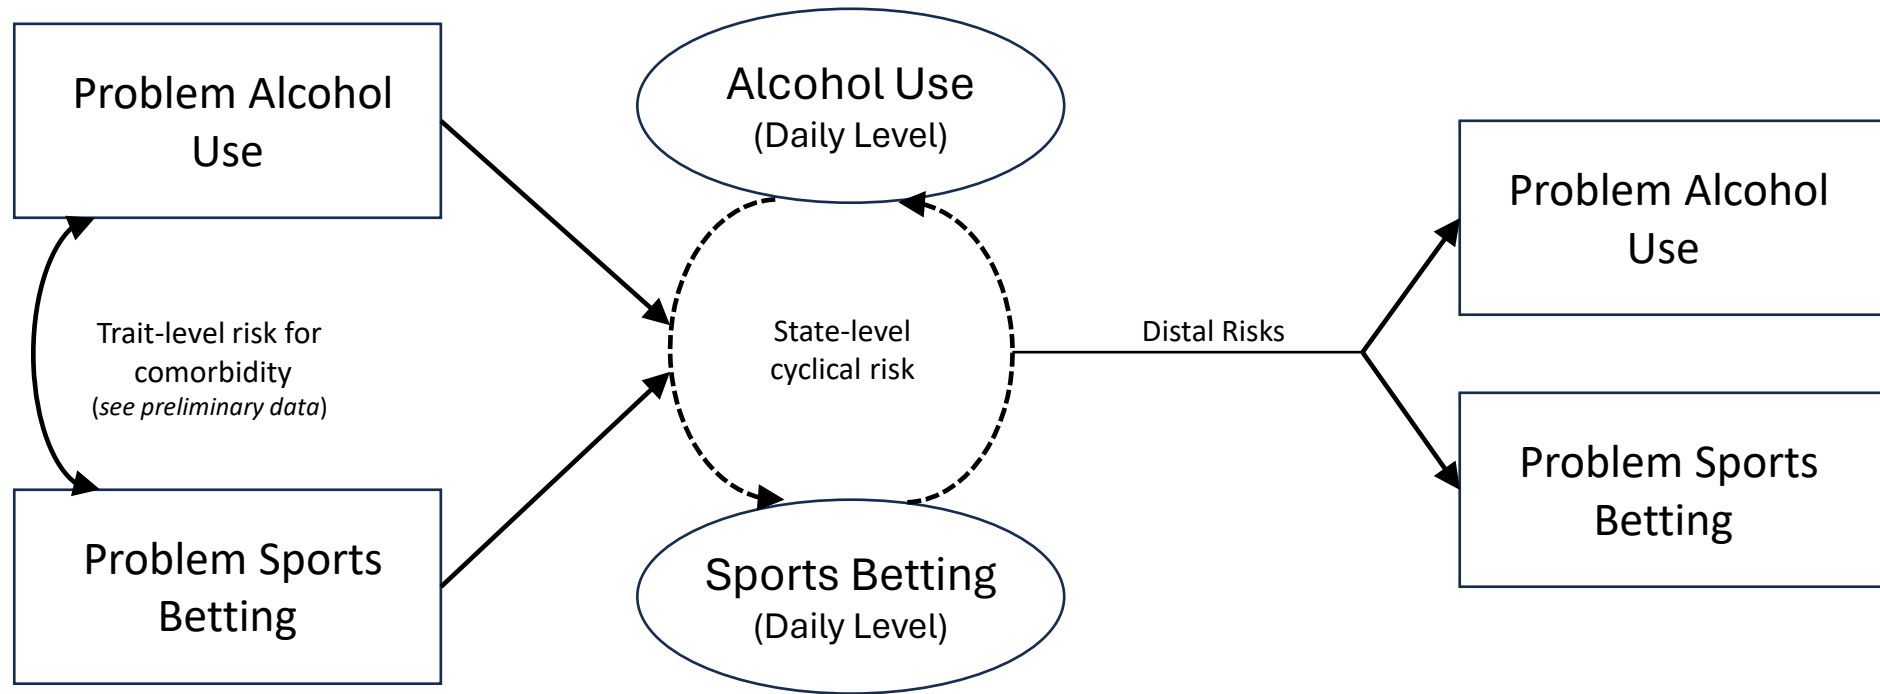 Problem Alcohol
Use
Trait-level risk for
comorbidity
(see preliminary data)
Problem Sports
Betting
Alcohol Use
(Daily Level)
State-level
cyclical risk
Sports Betting
(Daily Level)
Distal Risks
Problem Alcohol
Use
Problem Sports
Betting